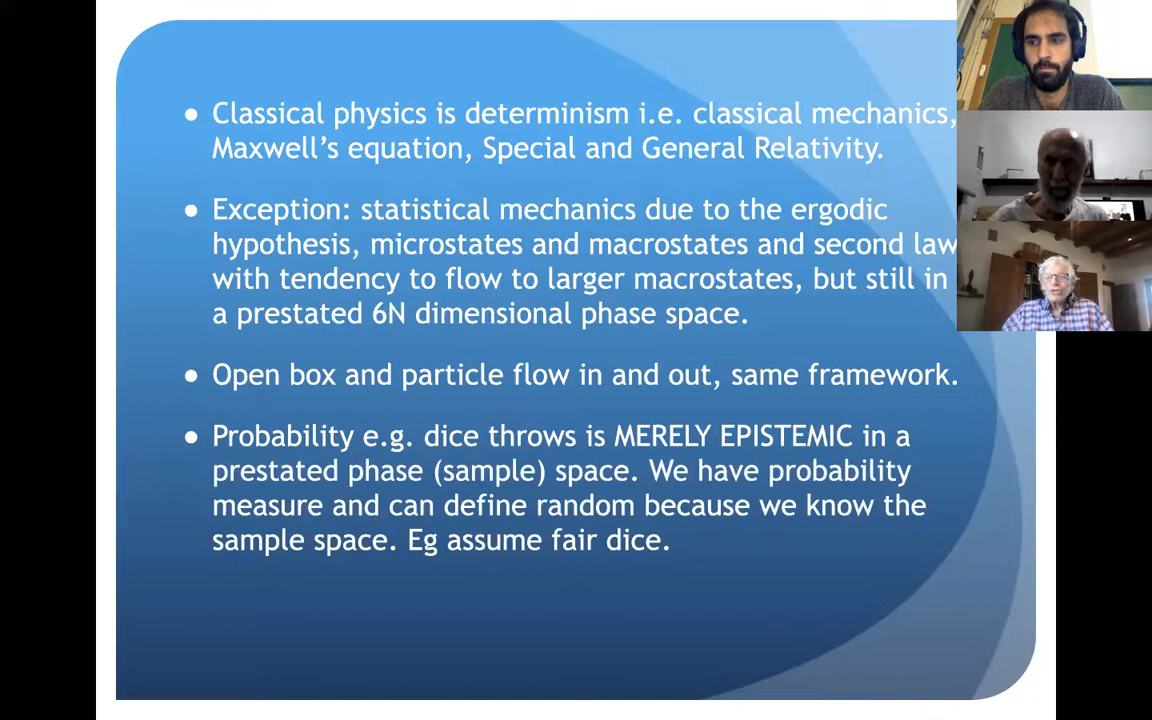 ● Classical physics is determinism i.e. classical mechanics,
Maxwell’s equation, Special and General Relativity.
● Exception: statistical mechanics due to the ergodic
hypothesis, microstates and macrostates and second law
with tendency to flow to larger macrostates, but still in
a prestated 6N dimensional phase space.
● Open box and particle flow in and out, same framework.
● Probability e.g. dice throws is MERELY EPISTEMIC in a
prestated phase (sample) space. We have probability
measure and can define random because we know the
sample space. Eg assume fair dice.